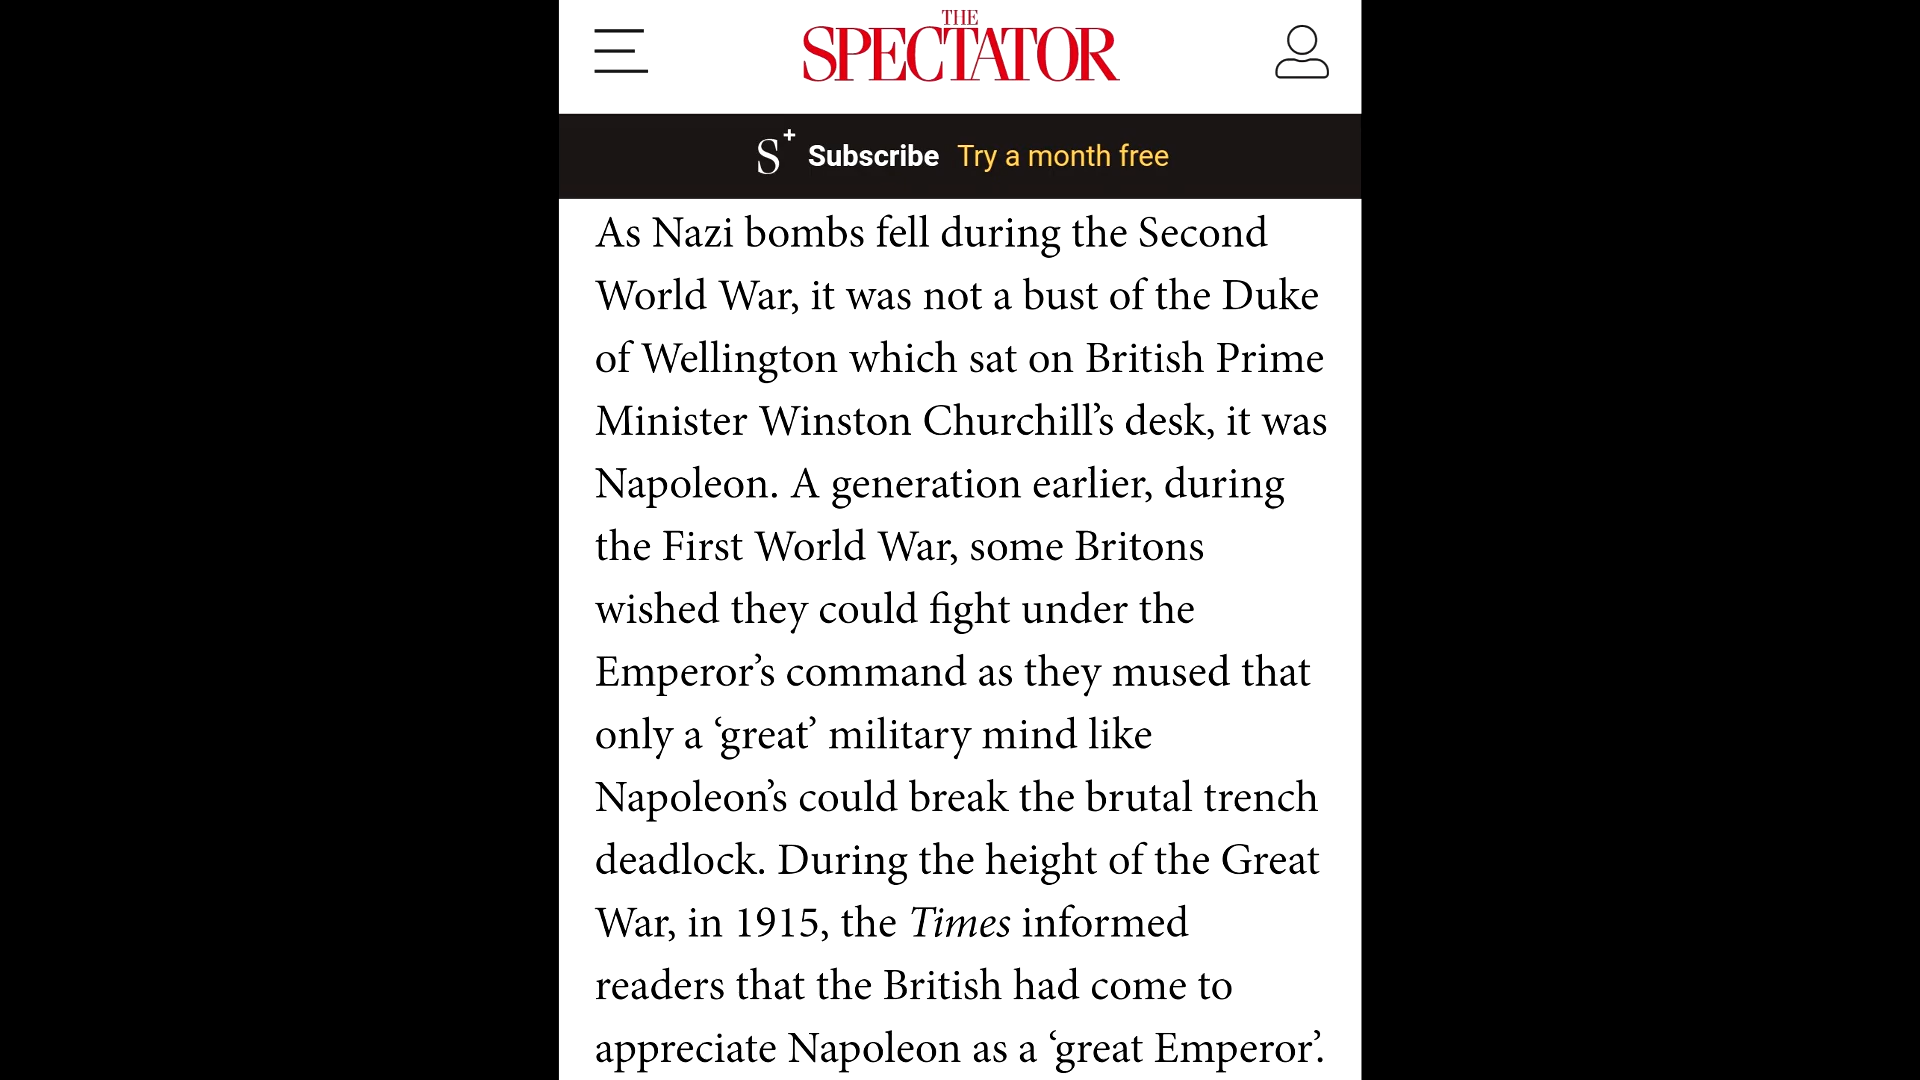 THE
SPECTATOR
S+ Subscribe Try a month free
As Nazi bombs fell during the Second
World War, it was not a bust of the Duke
of Wellington which sat on British Prime
Minister Winston Churchill’s desk, it was
Napoleon. A generation earlier, during
the First World War, some Britons
wished they could fight under the
Emperor’s command as they mused that
only a ‘great’ military mind like
Napoleon’s could break the brutal trench
deadlock. During the height of the Great
War, in 1915, the Times informed
readers that the British had come to
appreciate Napoleon as a ‘great Emperor’.